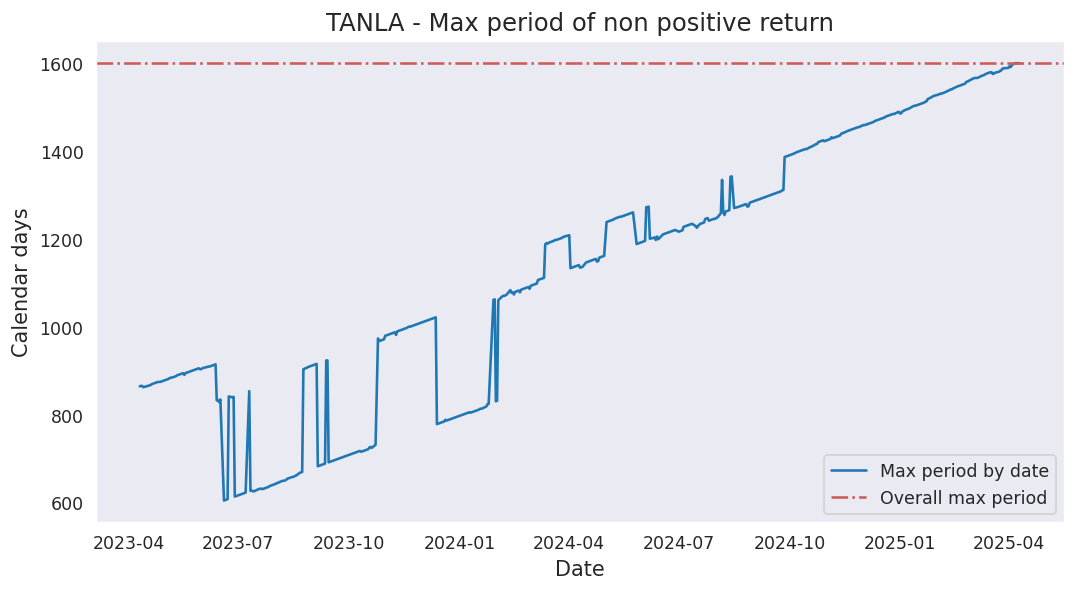 TANLA - Max period of non positive return
1600
1400
1200
1000
800
600
Calendar days
2023-04 2023-07 2023-10 2024-01 2024-04 2024-07 2024-10 2025-01 2025-04
Date
Max period by date
Overall max period